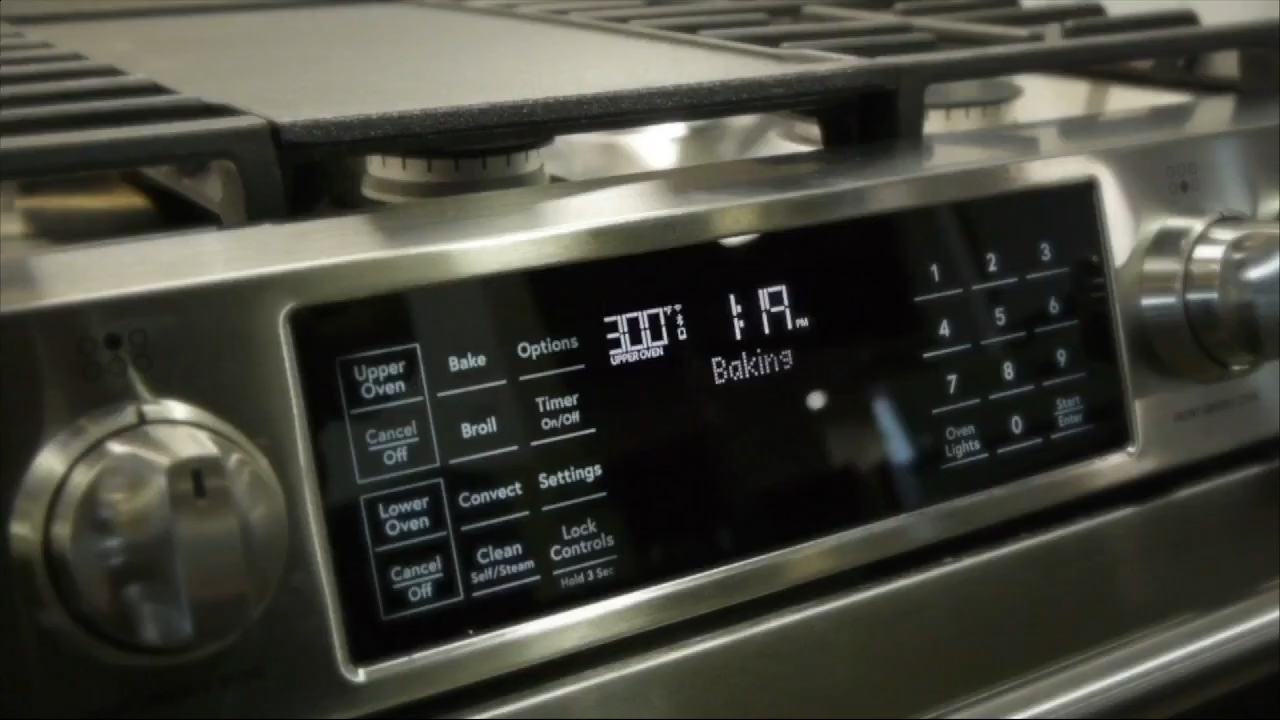 Upper
Oven
Cancel
Off
Lower
Oven
Cancel
Off
Bake
Broil
Convect
Clean
Self/Steam
Options
Timer
On/Off
Settings
Lock
Controls
Hold 3 Sec
300°F
UPPER OVEN
1:19 PM
Baking
1 2 3
4 5 6
7 8 9
Oven
Lights
0
Start
Enter